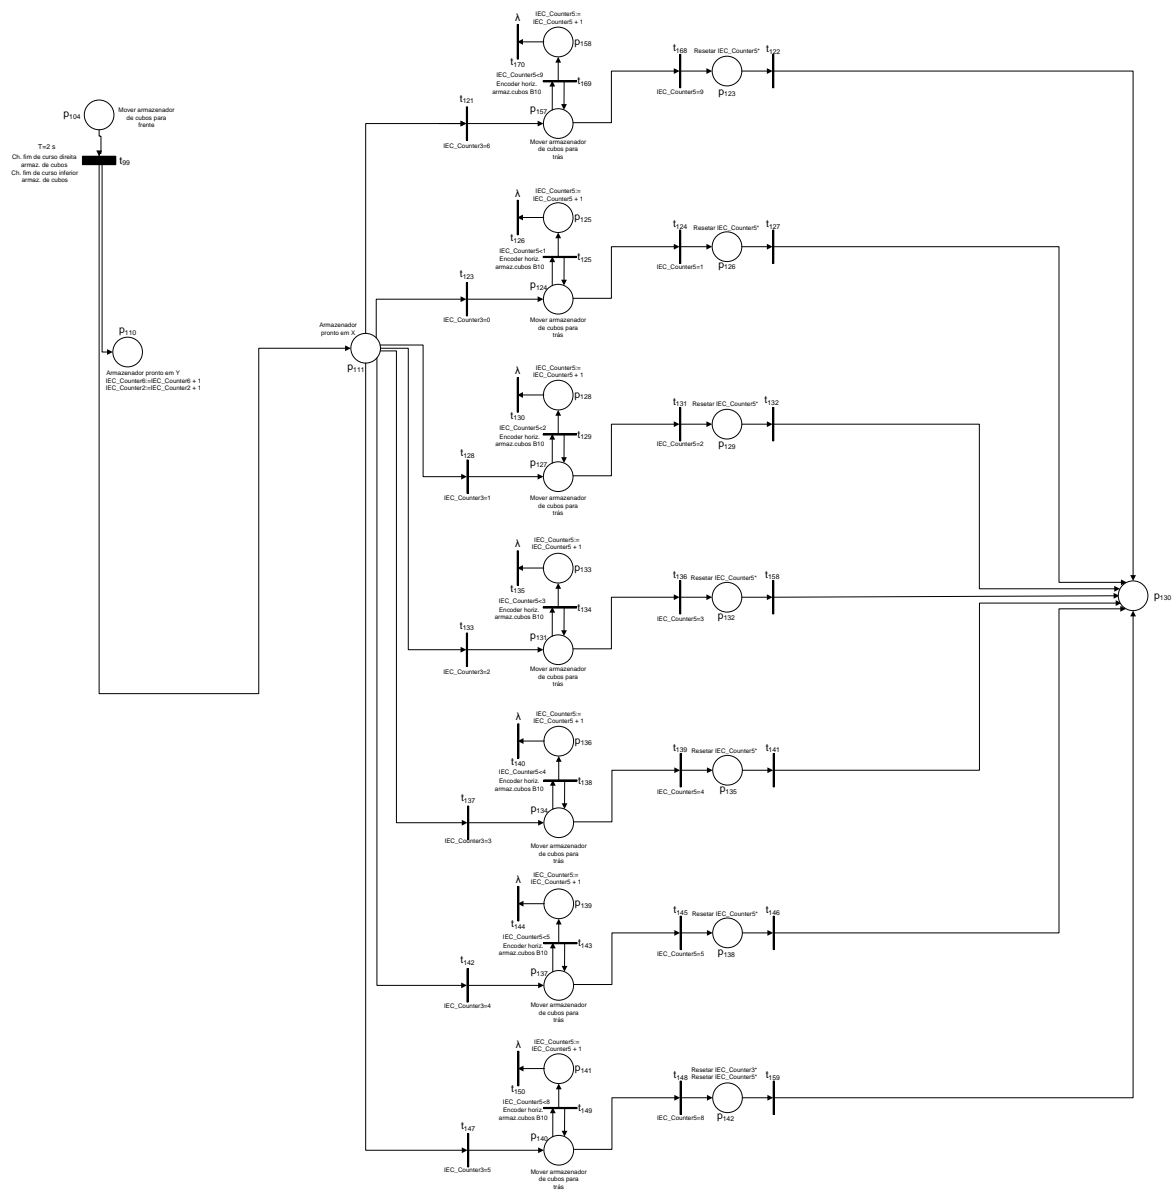 λ
IEC_Counter5:=
IEC_Counter5 + 1
p158
t170
IEC_Counter5<9
Encoder horiz.
armaz.cubos B10
t169
t168
Resetar IEC_Counter5*
t122
IEC_Counter5=9
p123
p104
Mover armazenador
de cubos para
frente
T=2 s
Ch. fim de curso direita
armaz. de cubos
Ch. fim de curso inferior
armaz. de cubos
t99
t121
IEC_Counter3=6
p157
Mover armazenador
de cubos para
trás
λ
IEC_Counter5:=
IEC_Counter5 + 1
p125
t126
IEC_Counter5<1
Encoder horiz.
armaz.cubos B10
t125
t124
Resetar IEC_Counter5*
t127
IEC_Counter5=1
p126
t123
IEC_Counter3=0
p124
Mover armazenador
de cubos para
trás
p110
Armazenador pronto em Y
IEC_Counter6:=IEC_Counter6 + 1
IEC_Counter2:=IEC_Counter2 + 1
Armazenador
pronto em X
p111
λ
IEC_Counter5:=
IEC_Counter5 + 1
p128
t130
IEC_Counter5<2
Encoder horiz.
armaz.cubos B10
t129
t131
Resetar IEC_Counter5*
t132
IEC_Counter5=2
p129
t128
IEC_Counter3=1
p127
Mover armazenador
de cubos para
trás
λ
IEC_Counter5:=
IEC_Counter5 + 1
p133
t135
IEC_Counter5<3
Encoder horiz.
armaz.cubos B10
t134
t136
Resetar IEC_Counter5*
t158
IEC_Counter5=3
p132
p130
t133
IEC_Counter3=2
p131
Mover armazenador
de cubos para
trás
λ
IEC_Counter5:=
IEC_Counter5 + 1
p136
t140
IEC_Counter5<4
Encoder horiz.
armaz.cubos B10
t138
t139
Resetar IEC_Counter5*
t141
IEC_Counter5=4
p135
t137
IEC_Counter3=3
p134
Mover armazenador
de cubos para
trás
λ
IEC_Counter5:=
IEC_Counter5 + 1
p139
t144
IEC_Counter5<5
Encoder horiz.
armaz.cubos B10
t143
t145
Resetar IEC_Counter5*
t146
IEC_Counter5=5
p138
t142
IEC_Counter3=4
p137
Mover armazenador
de cubos para
trás
λ
IEC_Counter5:=
IEC_Counter5 + 1
p141
t150
IEC_Counter5<8
Encoder horiz.
armaz.cubos B10
t149
t148
Resetar IEC_Counter3*
Resetar IEC_Counter5*
t159
IEC_Counter5=8
p142
t147
IEC_Counter3=5
p140
Mover armazenador
de cubos para
trás